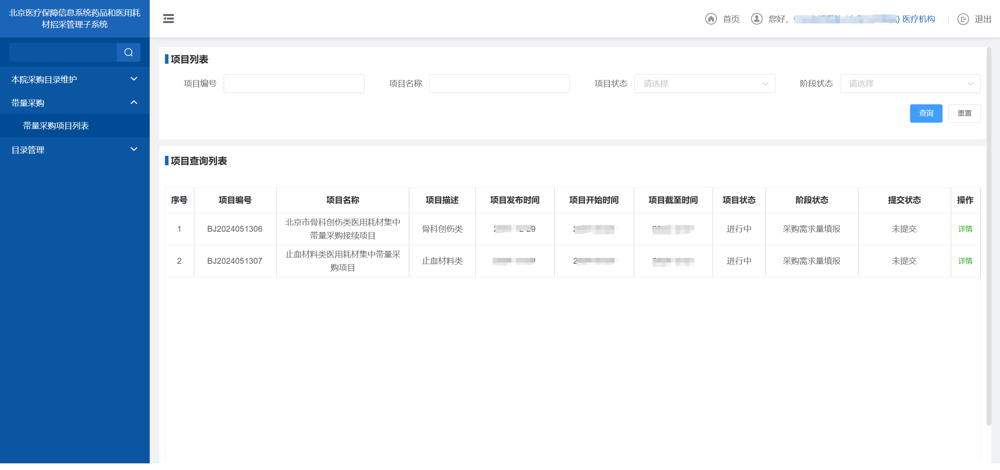 北京医疗保障信息系统药品和医用耗
材招采管理子系统
首页 您好, 医疗机构 退出
本院采购目录维护
带量采购
带量采购项目列表
目录管理
项目列表
项目编号 项目名称 项目状态 请选择 阶段状态 请选择
查询 重置
项目查询列表
序号 项目编号 项目名称 项目描述 项目发布时间 项目开始时间 项目截至时间 项目状态 阶段状态 提交状态 操作
1 BJ2024051306 北京市骨科创伤类医用耗材集中
带量采购接续项目 骨科创伤类 进行中 采购需求量填报 未提交 详情
2 BJ2024051307 止血材料类医用耗材集中带量采
购项目 止血材料类 进行中 采购需求量填报 未提交 详情